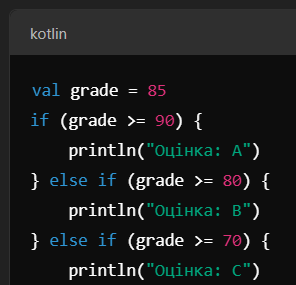 kotlin
val grade = 85
if (grade >= 90) {
    println("Оцінка: A")
} else if (grade >= 80) {
    println("Оцінка: B")
} else if (grade >= 70) {
    println("Оцінка: C")